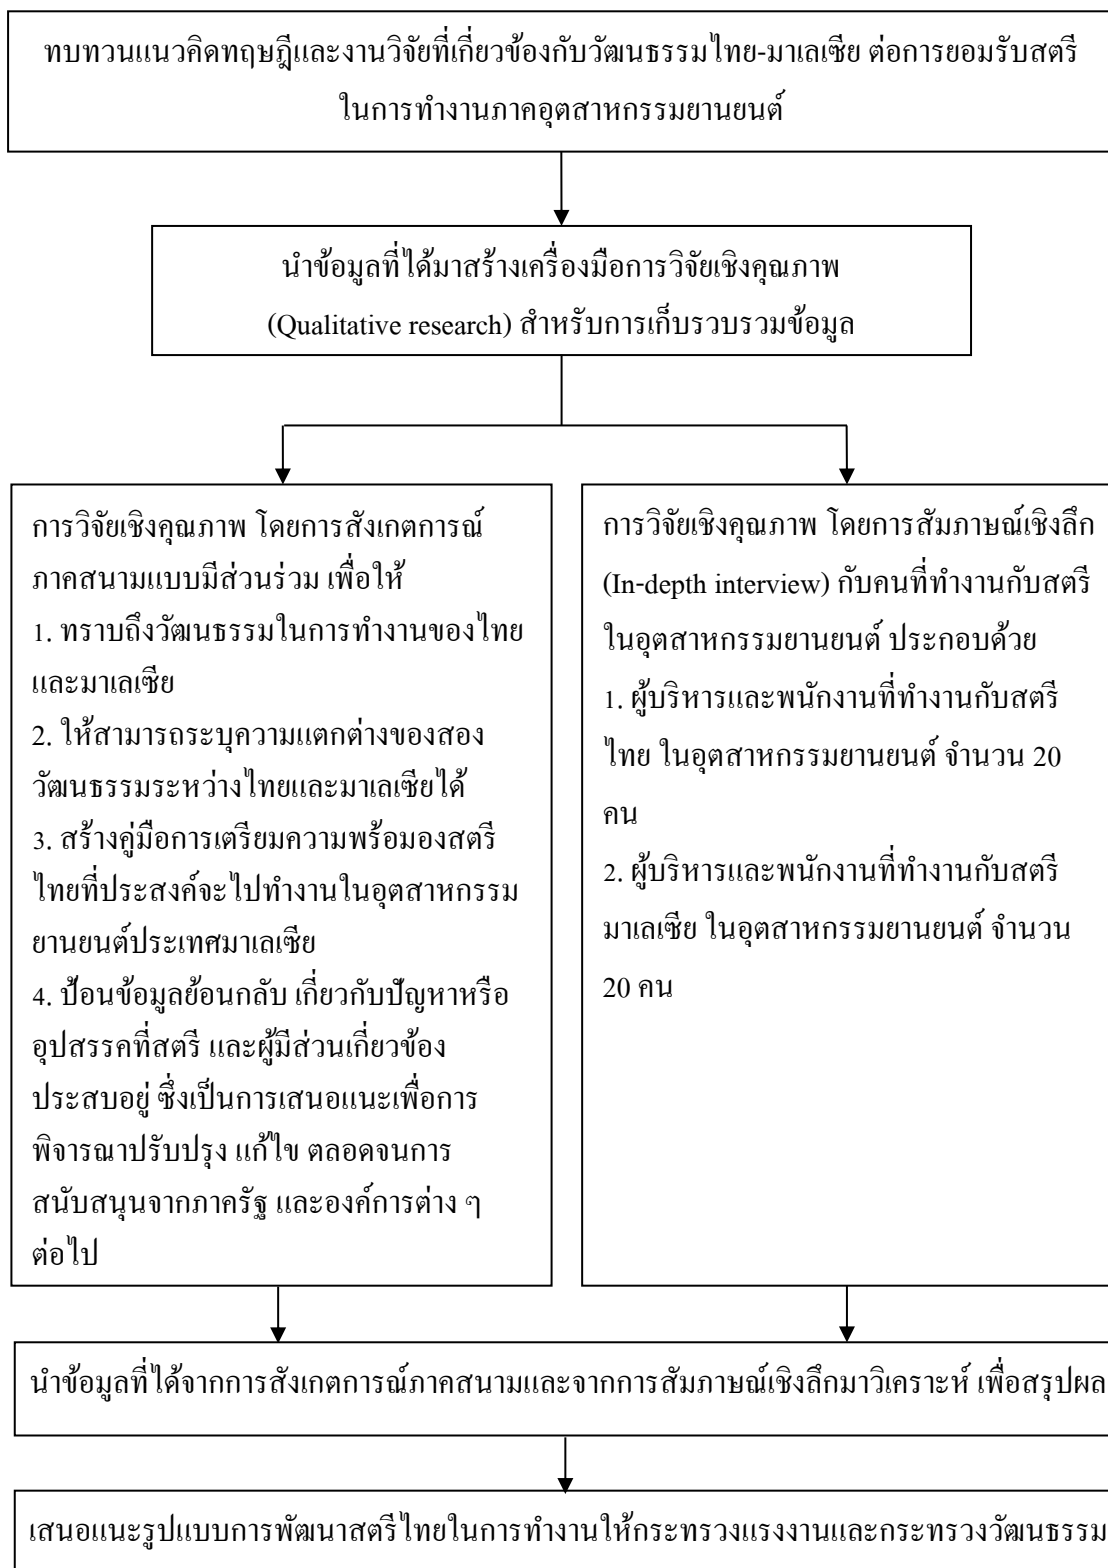 ทบทวนแนวคิดทฤษฎีและงานวิจัยที่เกี่ยวข้องกับวัฒนธรรมไทย-มาเลเซีย ต่อการยอมรับสตรี
ในการทำงานภาคอุตสาหกรรมยานยนต์
นำข้อมูลที่ได้มาสร้างเครื่องมือการวิจัยเชิงคุณภาพ
(Qualitative research) สำหรับการเก็บรวบรวมข้อมูล
การวิจัยเชิงคุณภาพ โดยการสังเกตการณ์
ภาคสนามแบบมีส่วนร่วม เพื่อให้
1. ทราบถึงวัฒนธรรมในการทำงานของไทย
และมาเลเซีย
2. ให้สามารถระบุความแตกต่างของสอง
วัฒนธรรมระหว่างไทยและมาเลเซียได้
3. สร้างคู่มือการเตรียมความพร้อมองสตรี
ไทยที่ประสงค์จะไปทำงานในอุตสาหกรรม
ยานยนต์ประเทศมาเลเซีย
4. ป้อนข้อมูลย้อนกลับ เกี่ยวกับปัญหาหรือ
อุปสรรคที่สตรี และผู้มีส่วนเกี่ยวข้อง
ประสบอยู่ ซึ่งเป็นการเสนอแนะเพื่อการ
พิจารณาปรับปรุง แก้ไข ตลอดจนการ
สนับสนุนจากภาครัฐ และองค์การต่าง ๆ
ต่อไป
การวิจัยเชิงคุณภาพ โดยการสัมภาษณ์เชิงลึก
(In-depth interview) กับคนที่ทำงานกับสตรี
ในอุตสาหกรรมยานยนต์ ประกอบด้วย
1. ผู้บริหารและพนักงานที่ทำงานกับสตรี
ไทย ในอุตสาหกรรมยานยนต์ จำนวน 20
คน
2. ผู้บริหารและพนักงานที่ทำงานกับสตรี
มาเลเซีย ในอุตสาหกรรมยานยนต์ จำนวน
20 คน
นำข้อมูลที่ได้จากการสังเกตการณ์ภาคสนามและจากการสัมภาษณ์เชิงลึกมาวิเคราะห์ เพื่อสรุปผล
เสนอแนะรูปแบบการพัฒนาสตรีไทยในการทำงานให้กระทรวงแรงงานและกระทรวงวัฒนธรรม